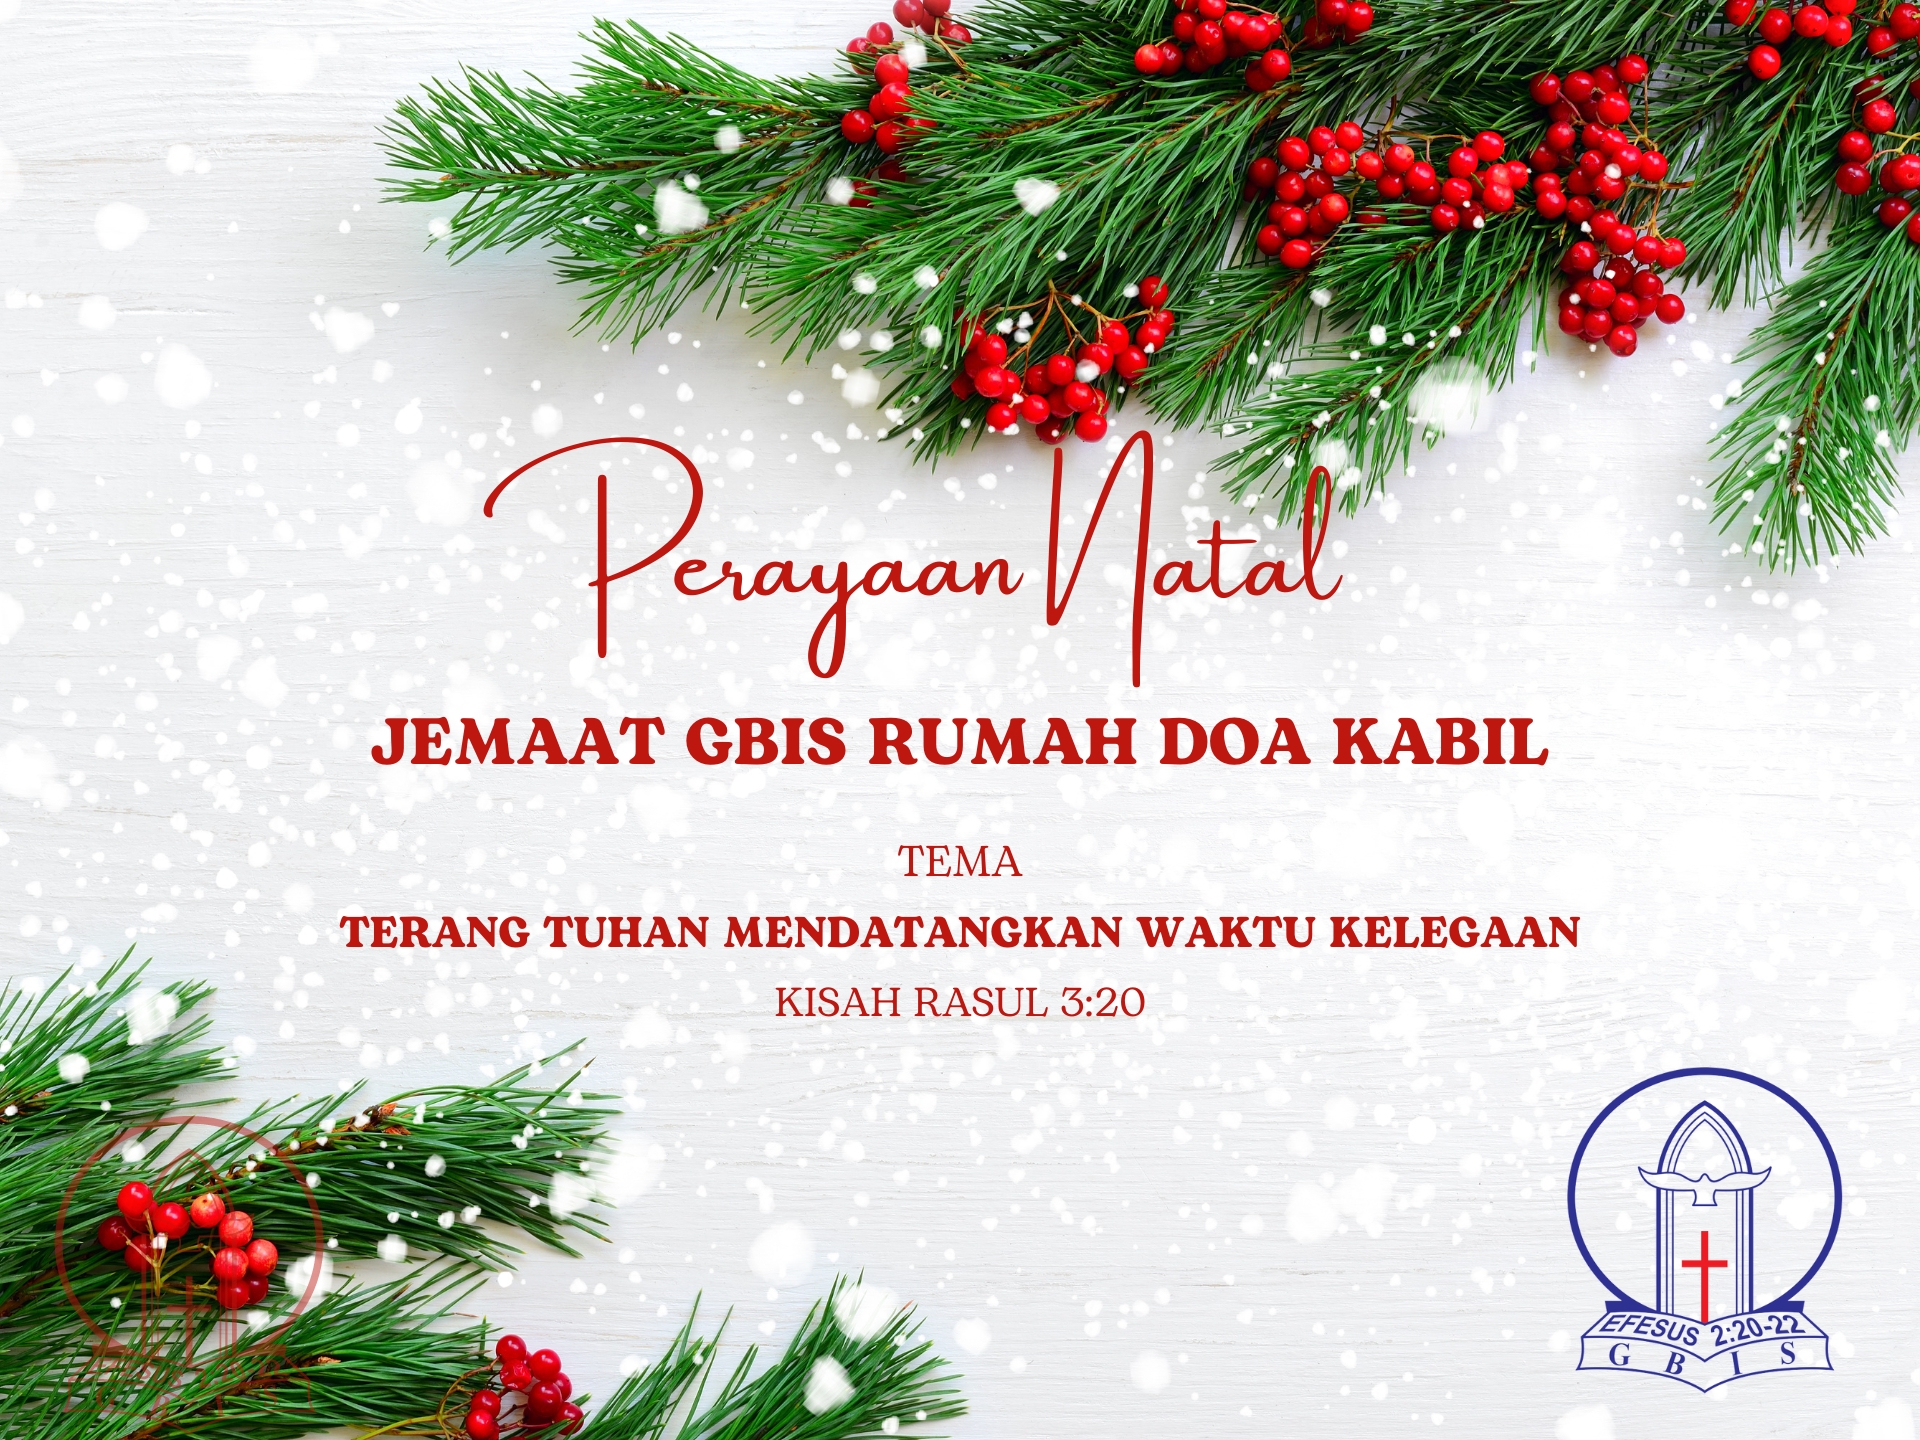 Perayaan Natal
JEMAAT GBIS RUMAH DOA KABIL
TEMA
TERANG TUHAN MENDATANGKAN WAKTU KELEGAAN
KISAH RASUL 3:20
EFESUS 2:20-22
G B I S